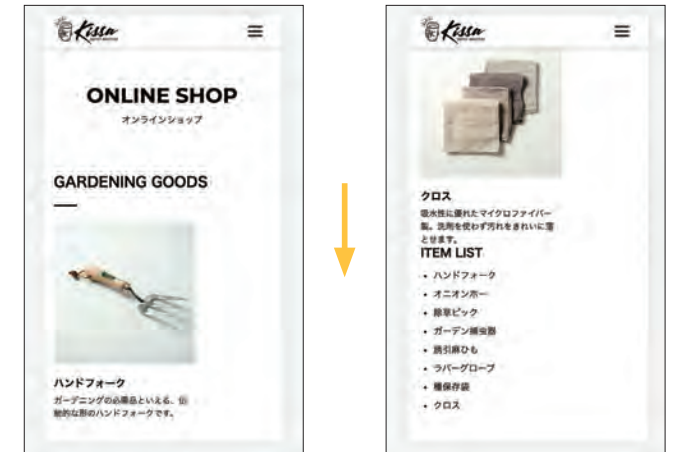 Kissa
ONLINE SHOP
オンラインショップ
GARDENING GOODS
ハンドフォーク
ガーデニングの必需品といえる、伝
統的な形のハンドフォークです。
Kissa
クロス
吸水性に優れたマイクロファイバー
製。洗剤を使わず汚れをきれいに落
とせます。
ITEM LIST
• ハンドフォーク
• オニオンホー
• 除草ピック
• ガーデン捕虫器
• 誘引麻ひも
• ラバーグローブ
• 種保存袋
• クロス